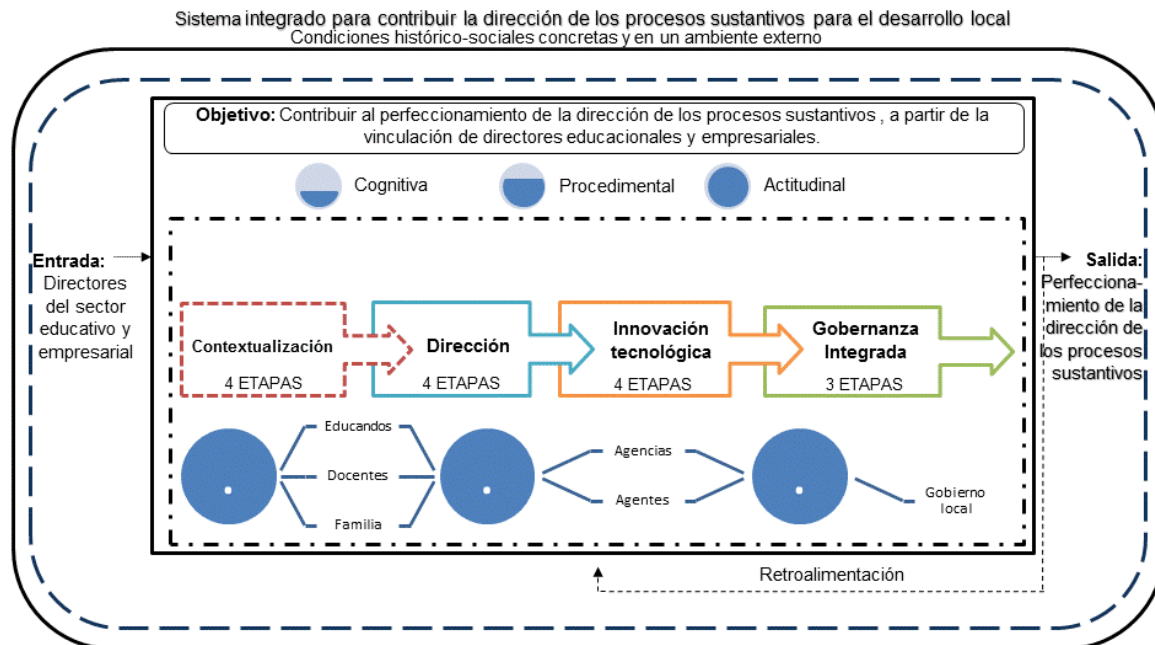 Sistema integrado para contribuir la dirección de los procesos sustantivos para el desarrollo local
Condiciones histórico-sociales concretas y en un ambiente externo
Objetivo: Contribuir al perfeccionamiento de la dirección de los procesos sustantivos , a partir de la
vinculación de directores educacionales y empresariales.
Cognitiva
Procedimental
Actitudinal
Entrada:
Directores
del sector
educativo y
empresarial
Contextualización
4 ETAPAS
Dirección
4 ETAPAS
Innovación
tecnológica
4 ETAPAS
Gobernanza
Integrada
3 ETAPAS
Salida:
Perfecciona-
miento de la
dirección de
los procesos
sustantivos
Educandos
Docentes
Familia
Agencias
Agentes
Gobierno
local
Retroalimentación